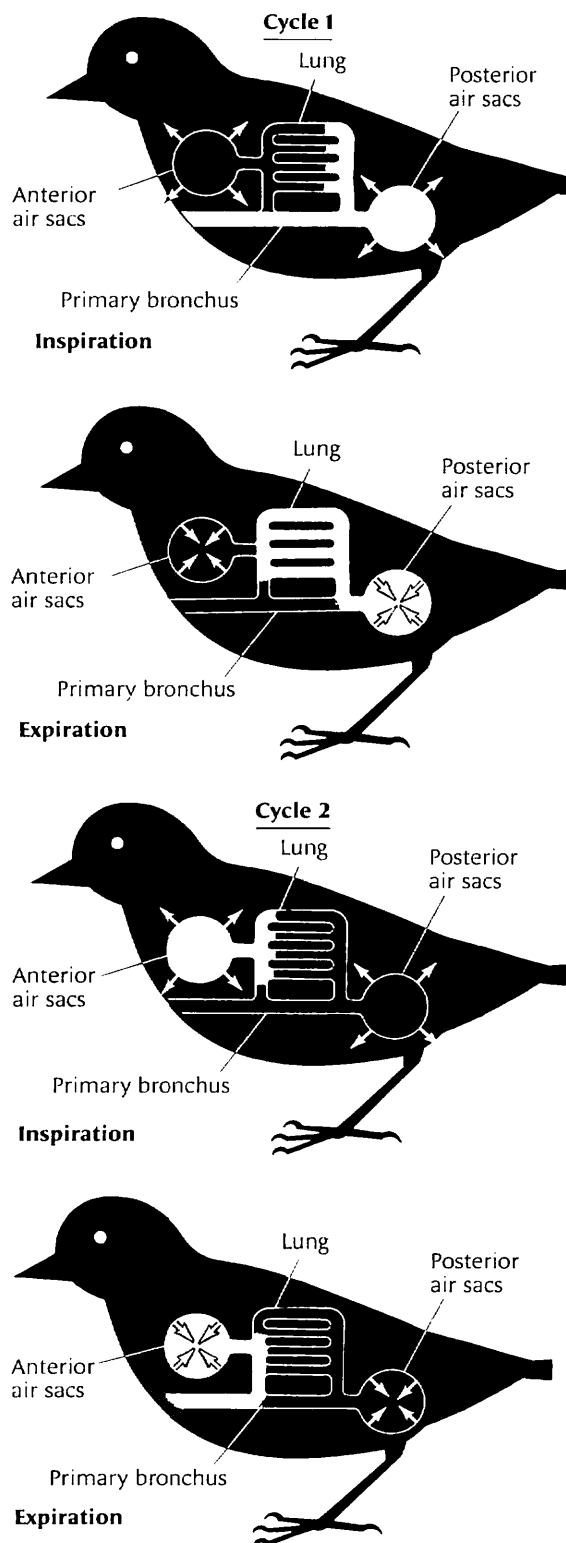 Cycle 1
Lung
Posterior
air sacs
Anterior
air sacs
Primary bronchus
Inspiration
Lung
Posterior
air sacs
Anterior
air sacs
Primary bronchus
Expiration
Cycle 2
Lung
Posterior
air sacs
Anterior
air sacs
Primary bronchus
Inspiration
Lung
Posterior
air sacs
Anterior
air sacs
Primary bronchus
Expiration